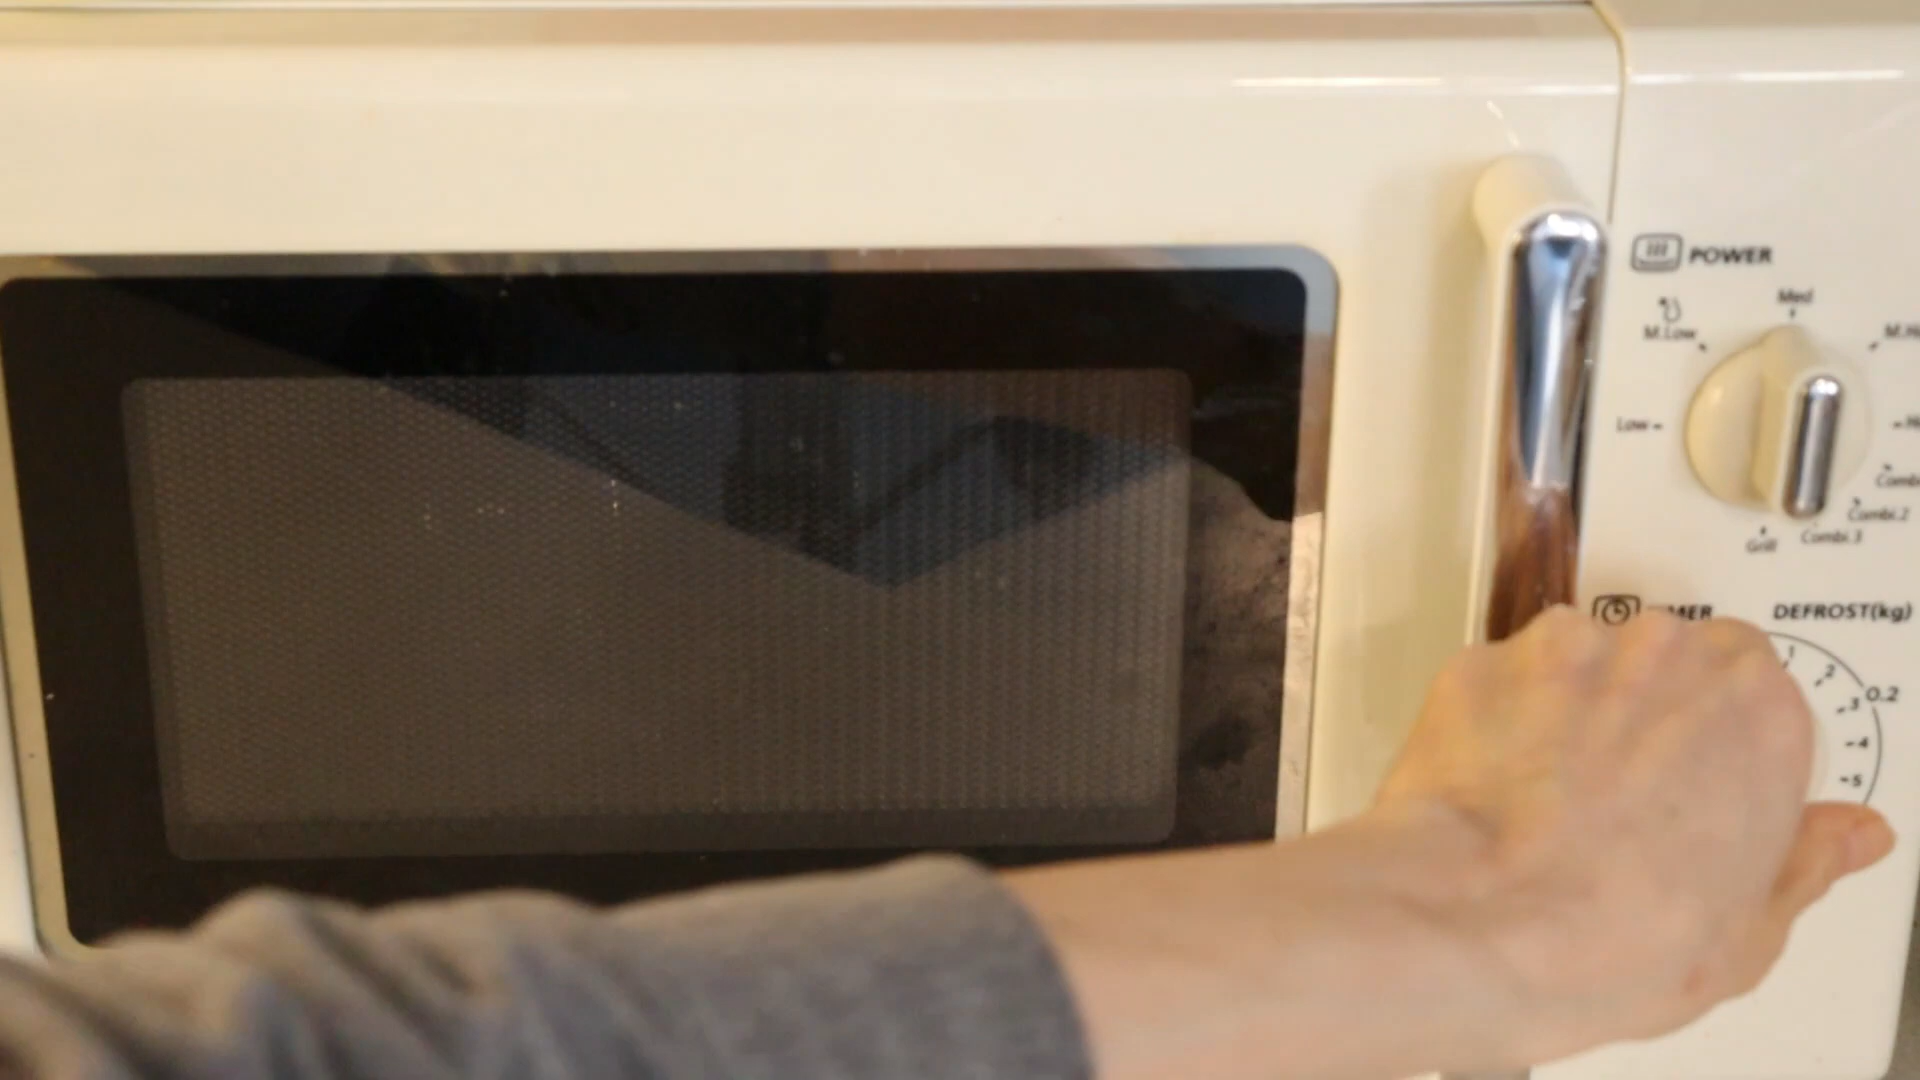 POWER
Med
M.Low
Low
Combi.2
Combi.3
Grill
DEFROST(kg)
1
2
0.2
3
4
5